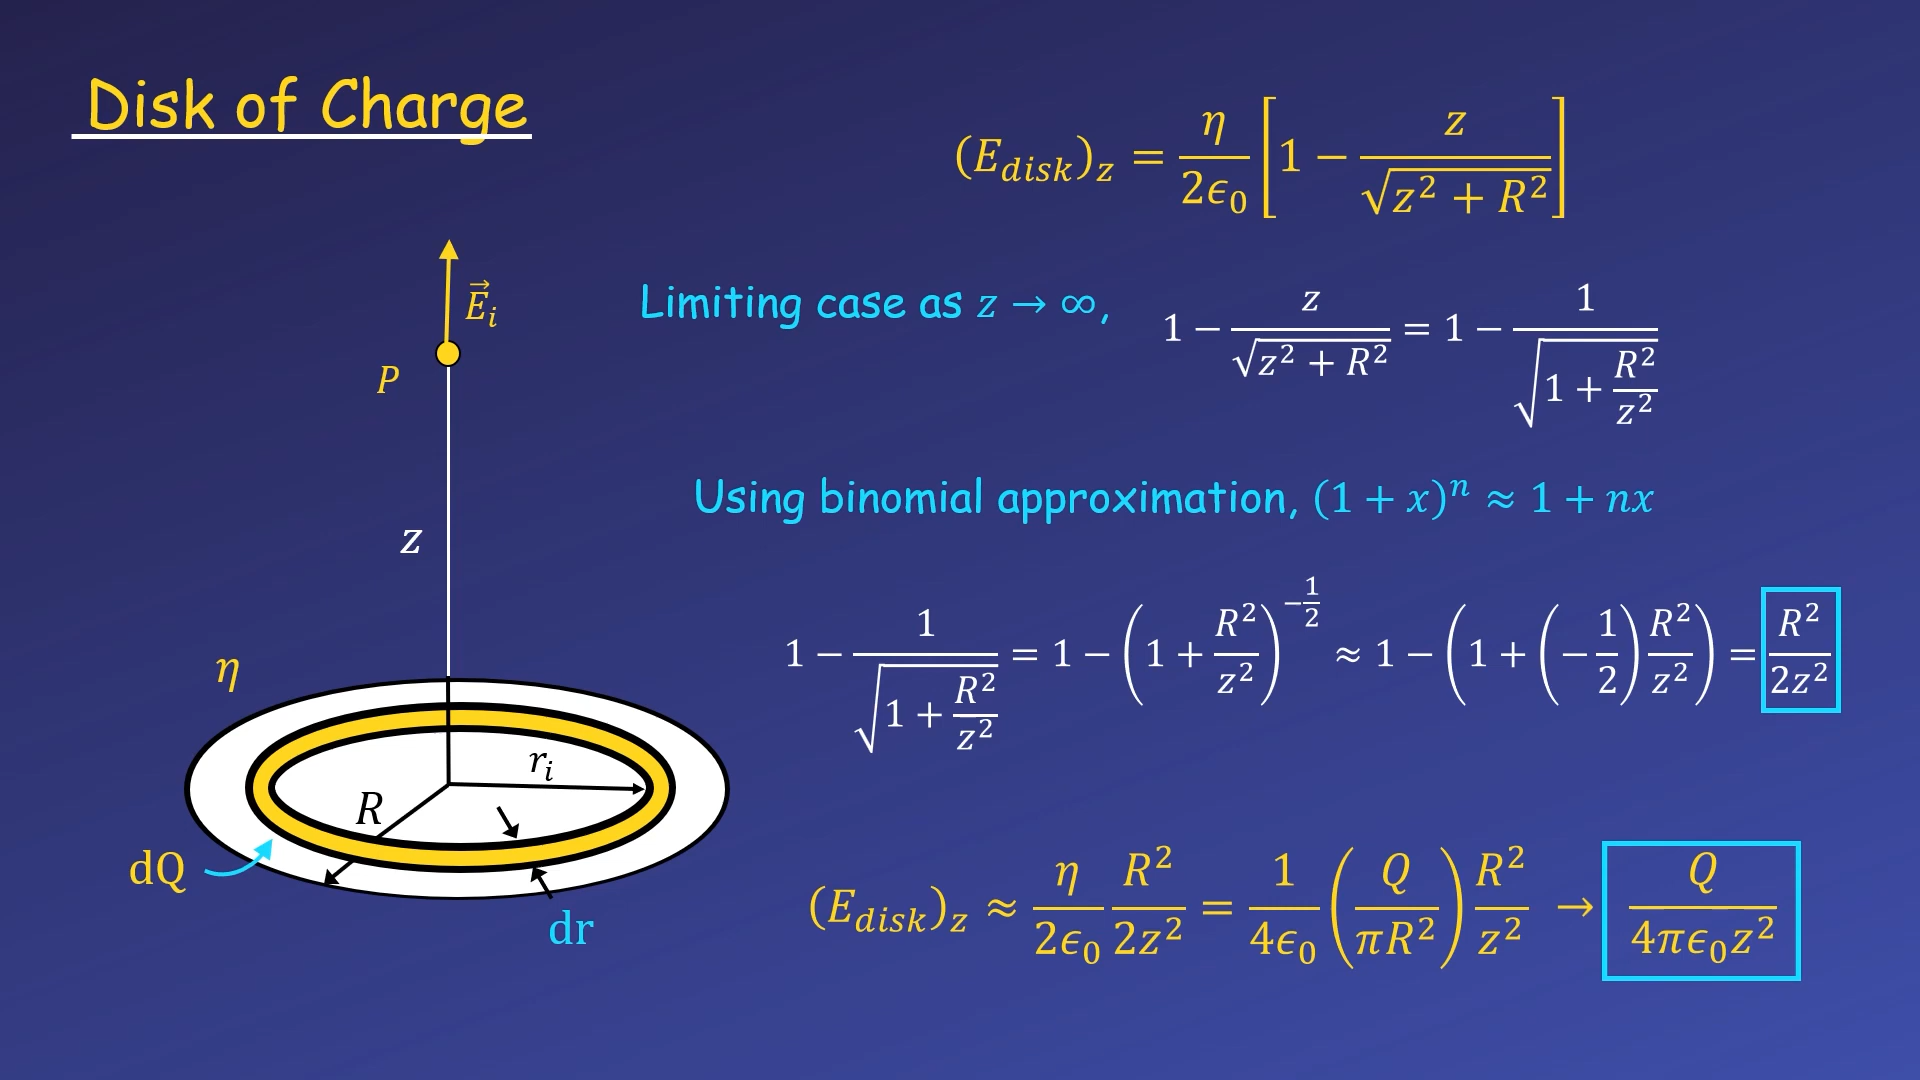 Disk of Charge
(E_disk)_z = η/(2ϵ₀) [1 − z/√(z² + R²)]
Limiting case as z → ∞,
1 − z/√(z² + R²) = 1 − 1/√(1 + R²/z²)
Using binomial approximation, (1 + x)ⁿ ≈ 1 + nx
1 − 1/√(1 + R²/z²) = 1 − (1 + R²/z²)^(−1/2) ≈ 1 − (1 + (−1/2) R²/z²) = R²/(2z²)
(E_disk)_z ≈ η/(2ϵ₀) R²/(2z²) = 1/(4ϵ₀) (Q/(πR²)) R²/z² → Q/(4πϵ₀z²)
E⃗_i
P
z
η
r_i
R
dQ
dr